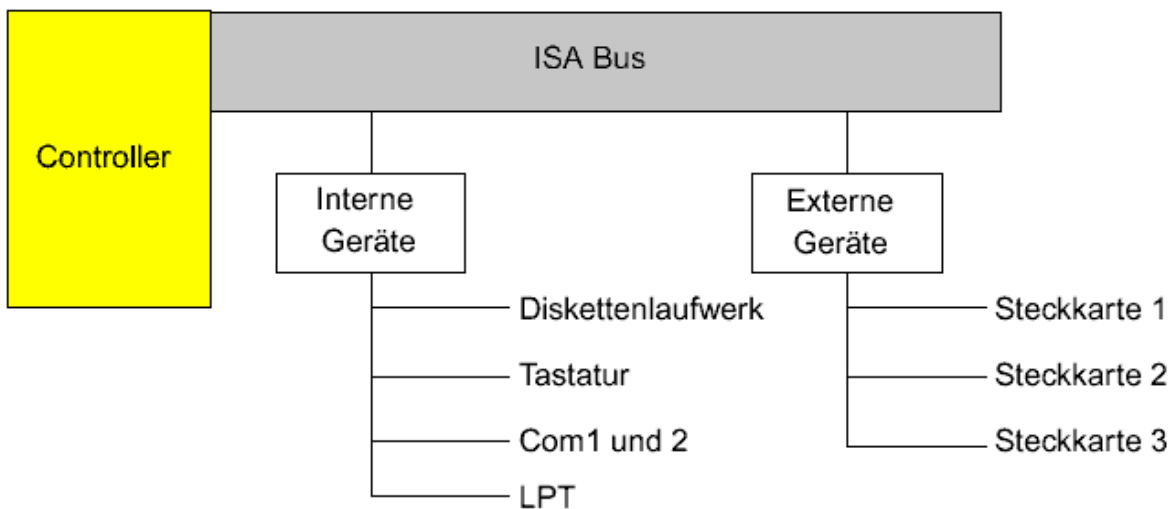 ISA Bus
Controller
Interne
Geräte
Externe
Geräte
Diskettenlaufwerk
Tastatur
Com1 und 2
LPT
Steckkarte 1
Steckkarte 2
Steckkarte 3